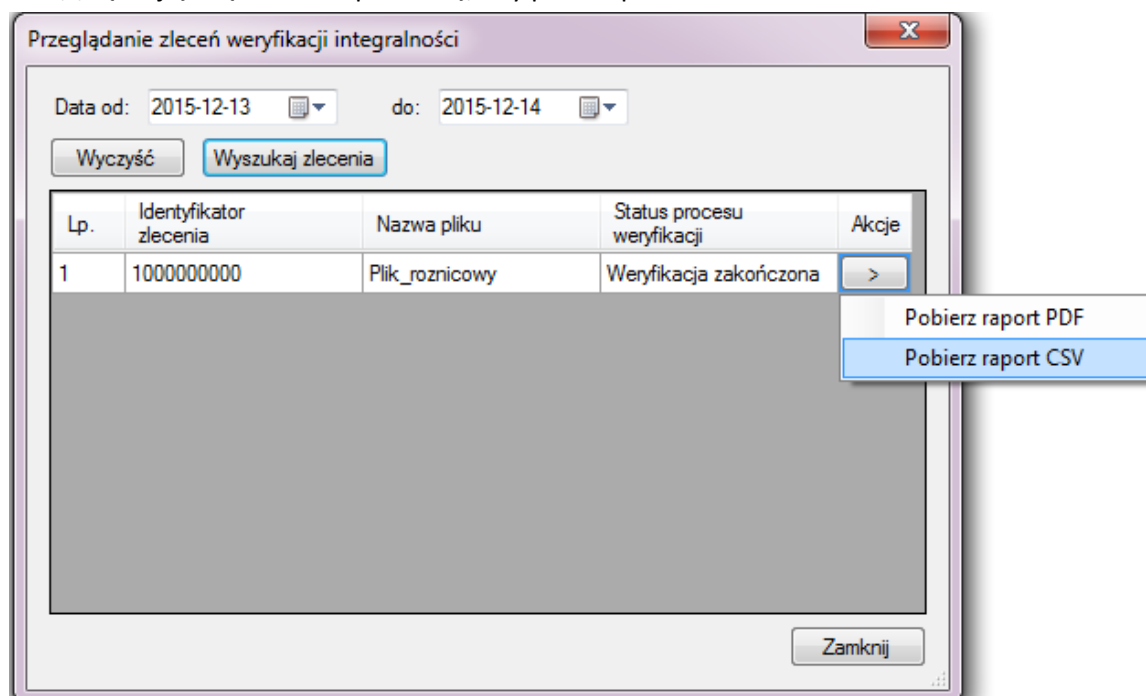 Przeglądanie zleceń weryfikacji integralności
Data od: 2015-12-13 do: 2015-12-14
Wyczyść Wyszukaj zlecenia
Lp. Identyfikator zlecenia Nazwa pliku Status procesu weryfikacji Akcje
1 1000000000 Plik_roznicowy Weryfikacja zakończona >
Pobierz raport PDF
Pobierz raport CSV
Zamknij